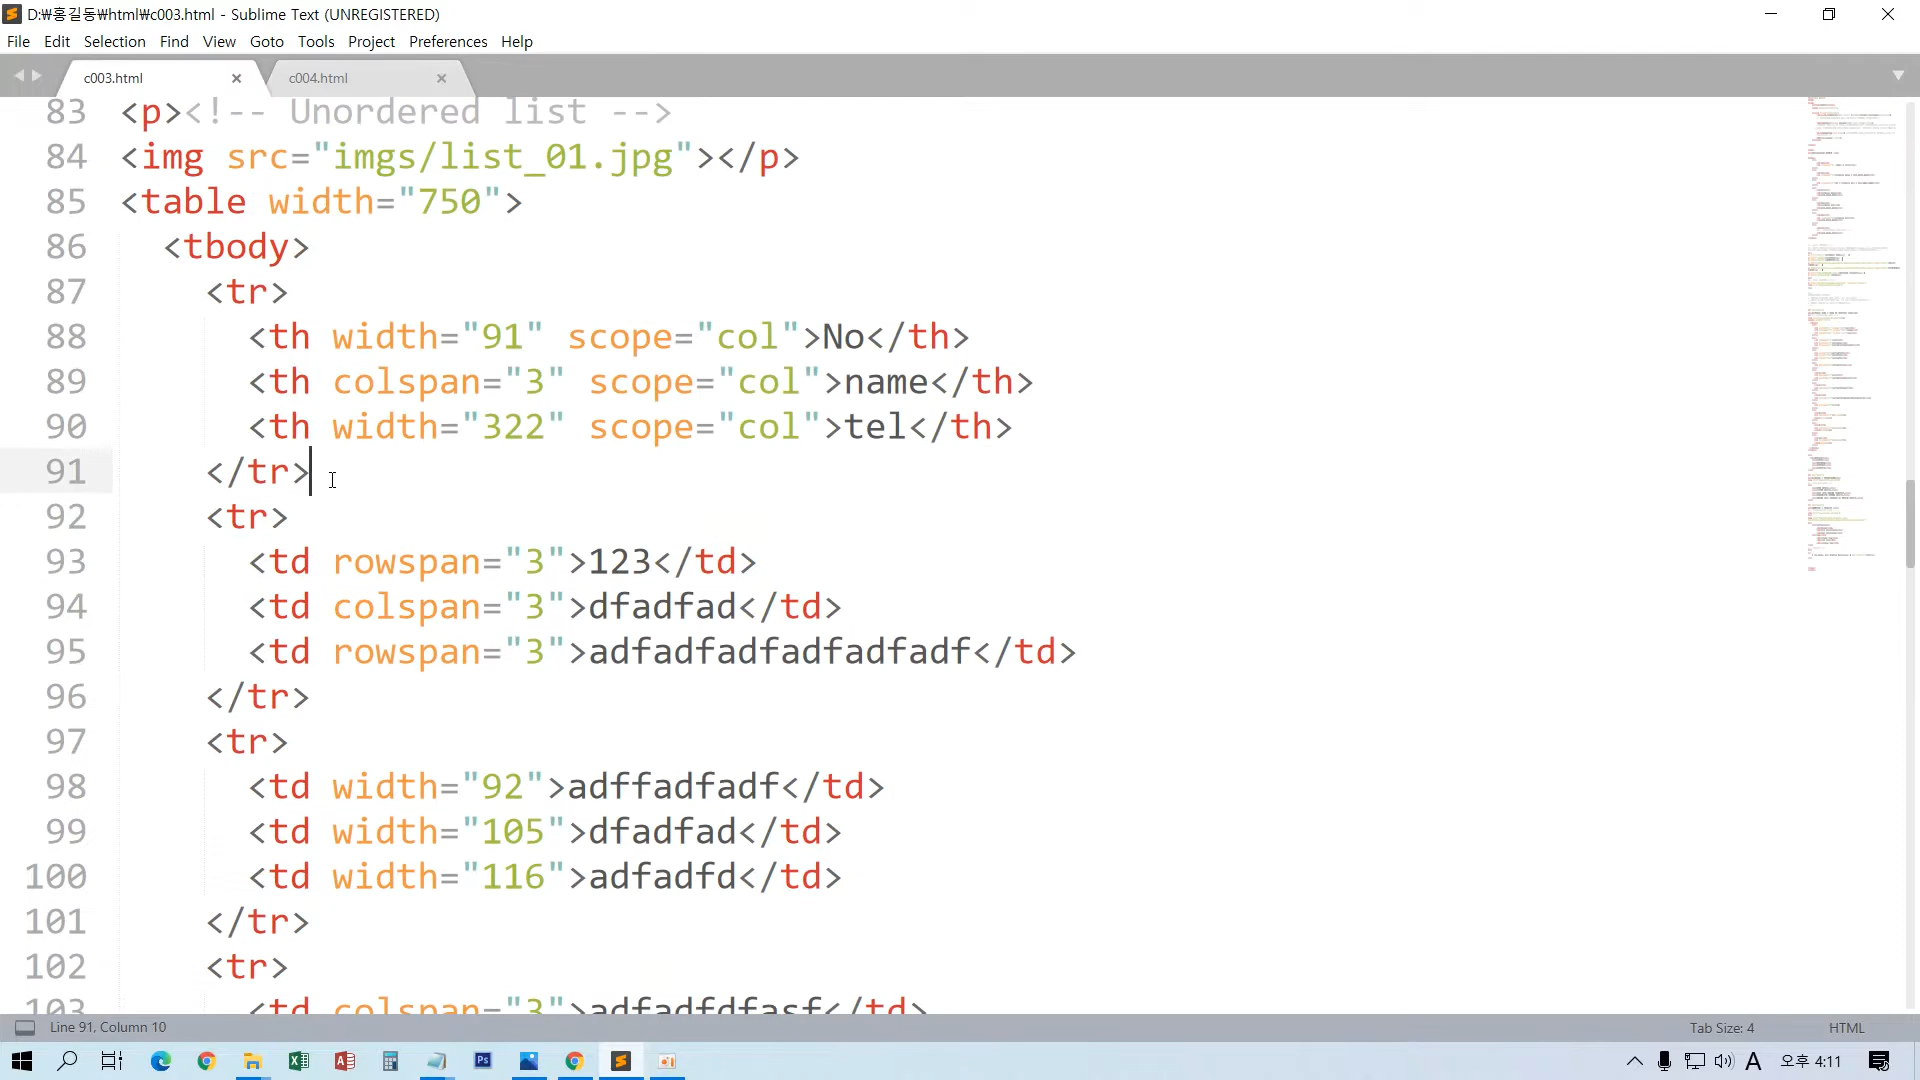 D:\홍길동\html\c003.html - Sublime Text (UNREGISTERED)
File Edit Selection Find View Goto Tools Project Preferences Help
c003.html c004.html
83 <p><!-- Unordered list -->
84 <img src="imgs/list_01.jpg"></p>
85 <table width="750">
86 <tbody>
87 <tr>
88 <th width="91" scope="col">No</th>
89 <th colspan="3" scope="col">name</th>
90 <th width="322" scope="col">tel</th>
91 </tr>
92 <tr>
93 <td rowspan="3">123</td>
94 <td colspan="3">dfadfad</td>
95 <td rowspan="3">adfadfadfadfadfadf</td>
96 </tr>
97 <tr>
98 <td width="92">adffadfadf</td>
99 <td width="105">dfadfad</td>
100 <td width="116">adfadfd</td>
101 </tr>
102 <tr>
103 <td colspan="3">adfadfdfasf</td>
Line 91, Column 10 Tab Size: 4 HTML
A 오후 4:11